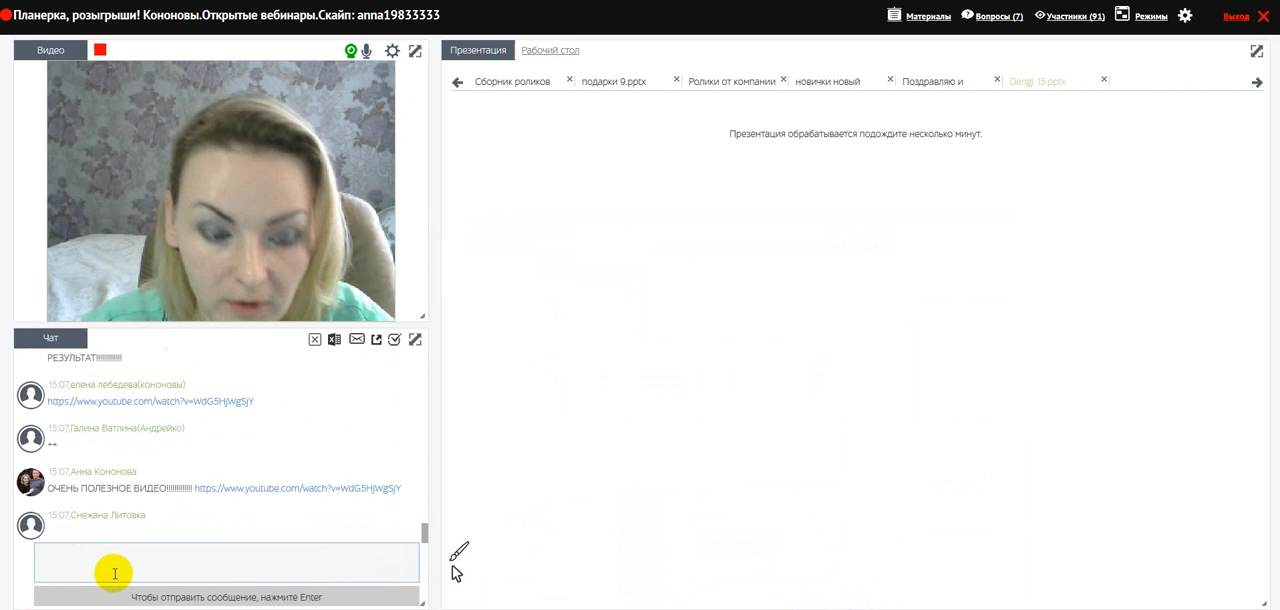 Планерка, розыгрыши! Кононовы.Открытые вебинары.Скайп: anna19833333
Материалы
Вопросы (7)
Участники (91)
Режимы
Выход
Видео
Презентация
Рабочий стол
Сборник роликов
подарки 9.pptx
Ролики от компании
новички новый
Поздравляю и
Dengi 15.pptx
Презентация обрабатывается подождите несколько минут.
Чат
РЕЗУЛЬТАТ!!!!!!!!!!!!!
15:07,елена лебедева(кононовы)
https://www.youtube.com/watch?v=WdG5HjWgSjY
15:07,Галина Ватлина(Андрейко)
++
15:07,Анна Кононова
ОЧЕНЬ ПОЛЕЗНОЕ ВИДЕО!!!!!!!!!!!!! https://www.youtube.com/watch?v=WdG5HjWgSjY
15:07,Снежана Литовка
Чтобы отправить сообщение, нажмите Enter